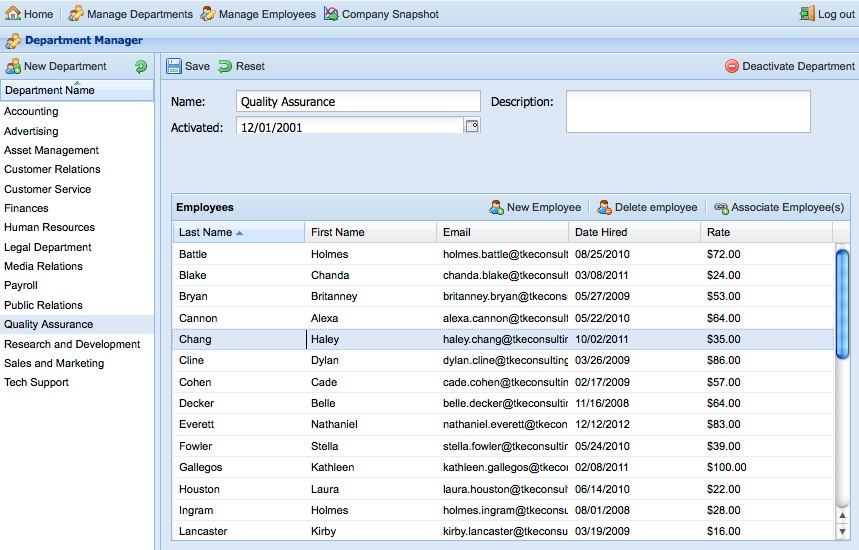 Home Manage Departments Manage Employees Company Snapshot Log out
Department Manager
New Department
Save Reset Deactivate Department
Department Name
Accounting
Advertising
Asset Management
Customer Relations
Customer Service
Finances
Human Resources
Legal Department
Media Relations
Payroll
Public Relations
Quality Assurance
Research and Development
Sales and Marketing
Tech Support
Name: Quality Assurance Description:
Activated: 12/01/2001
Employees New Employee Delete employee Associate Employee(s)
Last Name First Name Email Date Hired Rate
Battle Holmes holmes.battle@tkeconsult 08/25/2010 $72.00
Blake Chanda chanda.blake@tkeconsult 03/08/2011 $24.00
Bryan Britanney britanney.bryan@tkecons 05/27/2009 $53.00
Cannon Alexa alexa.cannon@tkeconsult 05/22/2010 $64.00
Chang Haley haley.chang@tkeconsultin 10/02/2011 $35.00
Cline Dylan dylan.cline@tkeconsulting 03/26/2009 $86.00
Cohen Cade cade.cohen@tkeconsultin 02/17/2009 $57.00
Decker Belle belle.decker@tkeconsultin 11/16/2008 $64.00
Everett Nathaniel nathaniel.everett@tkecon 12/12/2012 $83.00
Fowler Stella stella.fowler@tkeconsultin 05/24/2010 $39.00
Gallegos Kathleen kathleen.gallegos@tkecon 02/08/2011 $100.00
Houston Laura laura.houston@tkeconsult 06/14/2010 $22.00
Ingram Holmes holmes.ingram@tkeconsu 08/01/2008 $28.00
Lancaster Kirby kirby.lancaster@tkeconsu 03/19/2009 $16.00